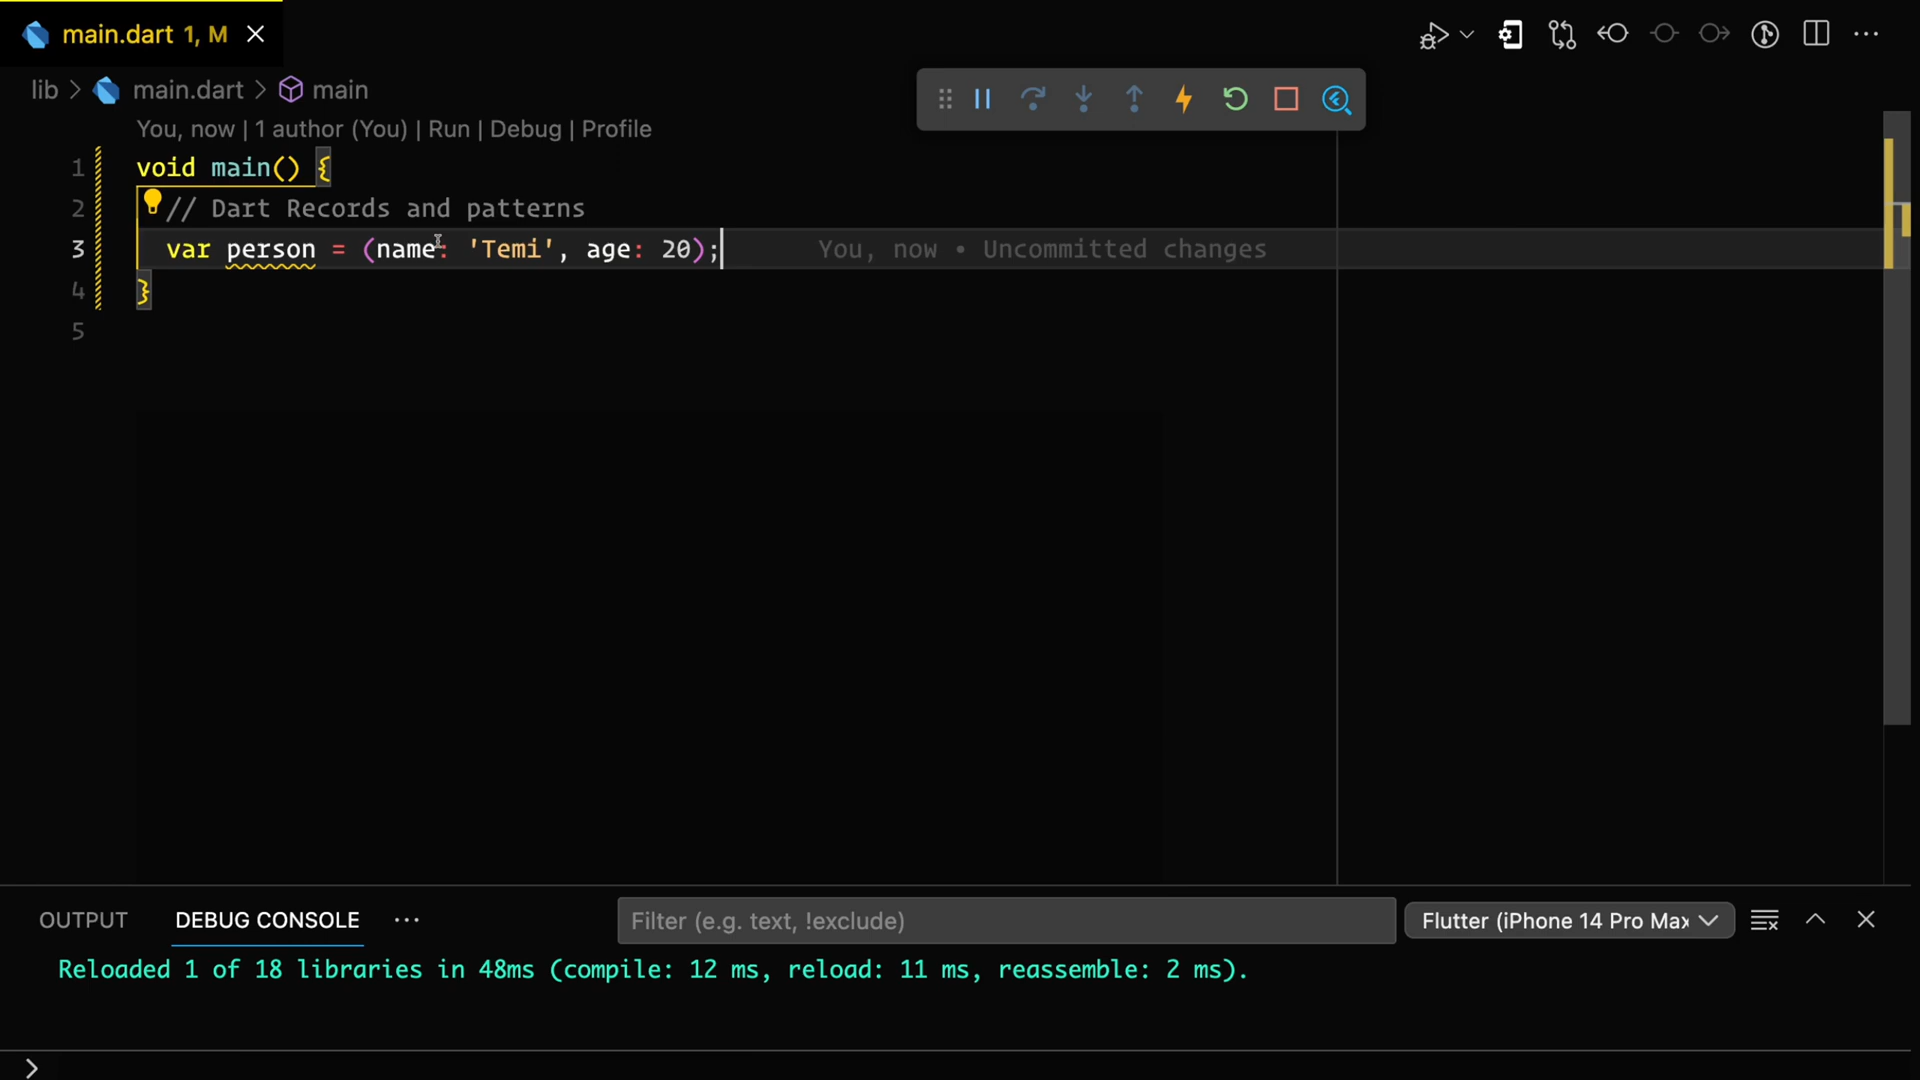 main.dart 1, M
lib > main.dart > main
You, now | 1 author (You) | Run | Debug | Profile
1 void main() {
2 // Dart Records and patterns
3 var person = (name: 'Temi', age: 20); You, now • Uncommitted changes
4 }
5
OUTPUT DEBUG CONSOLE ··· Filter (e.g. text, !exclude) Flutter (iPhone 14 Pro Max
Reloaded 1 of 18 libraries in 48ms (compile: 12 ms, reload: 11 ms, reassemble: 2 ms).
>